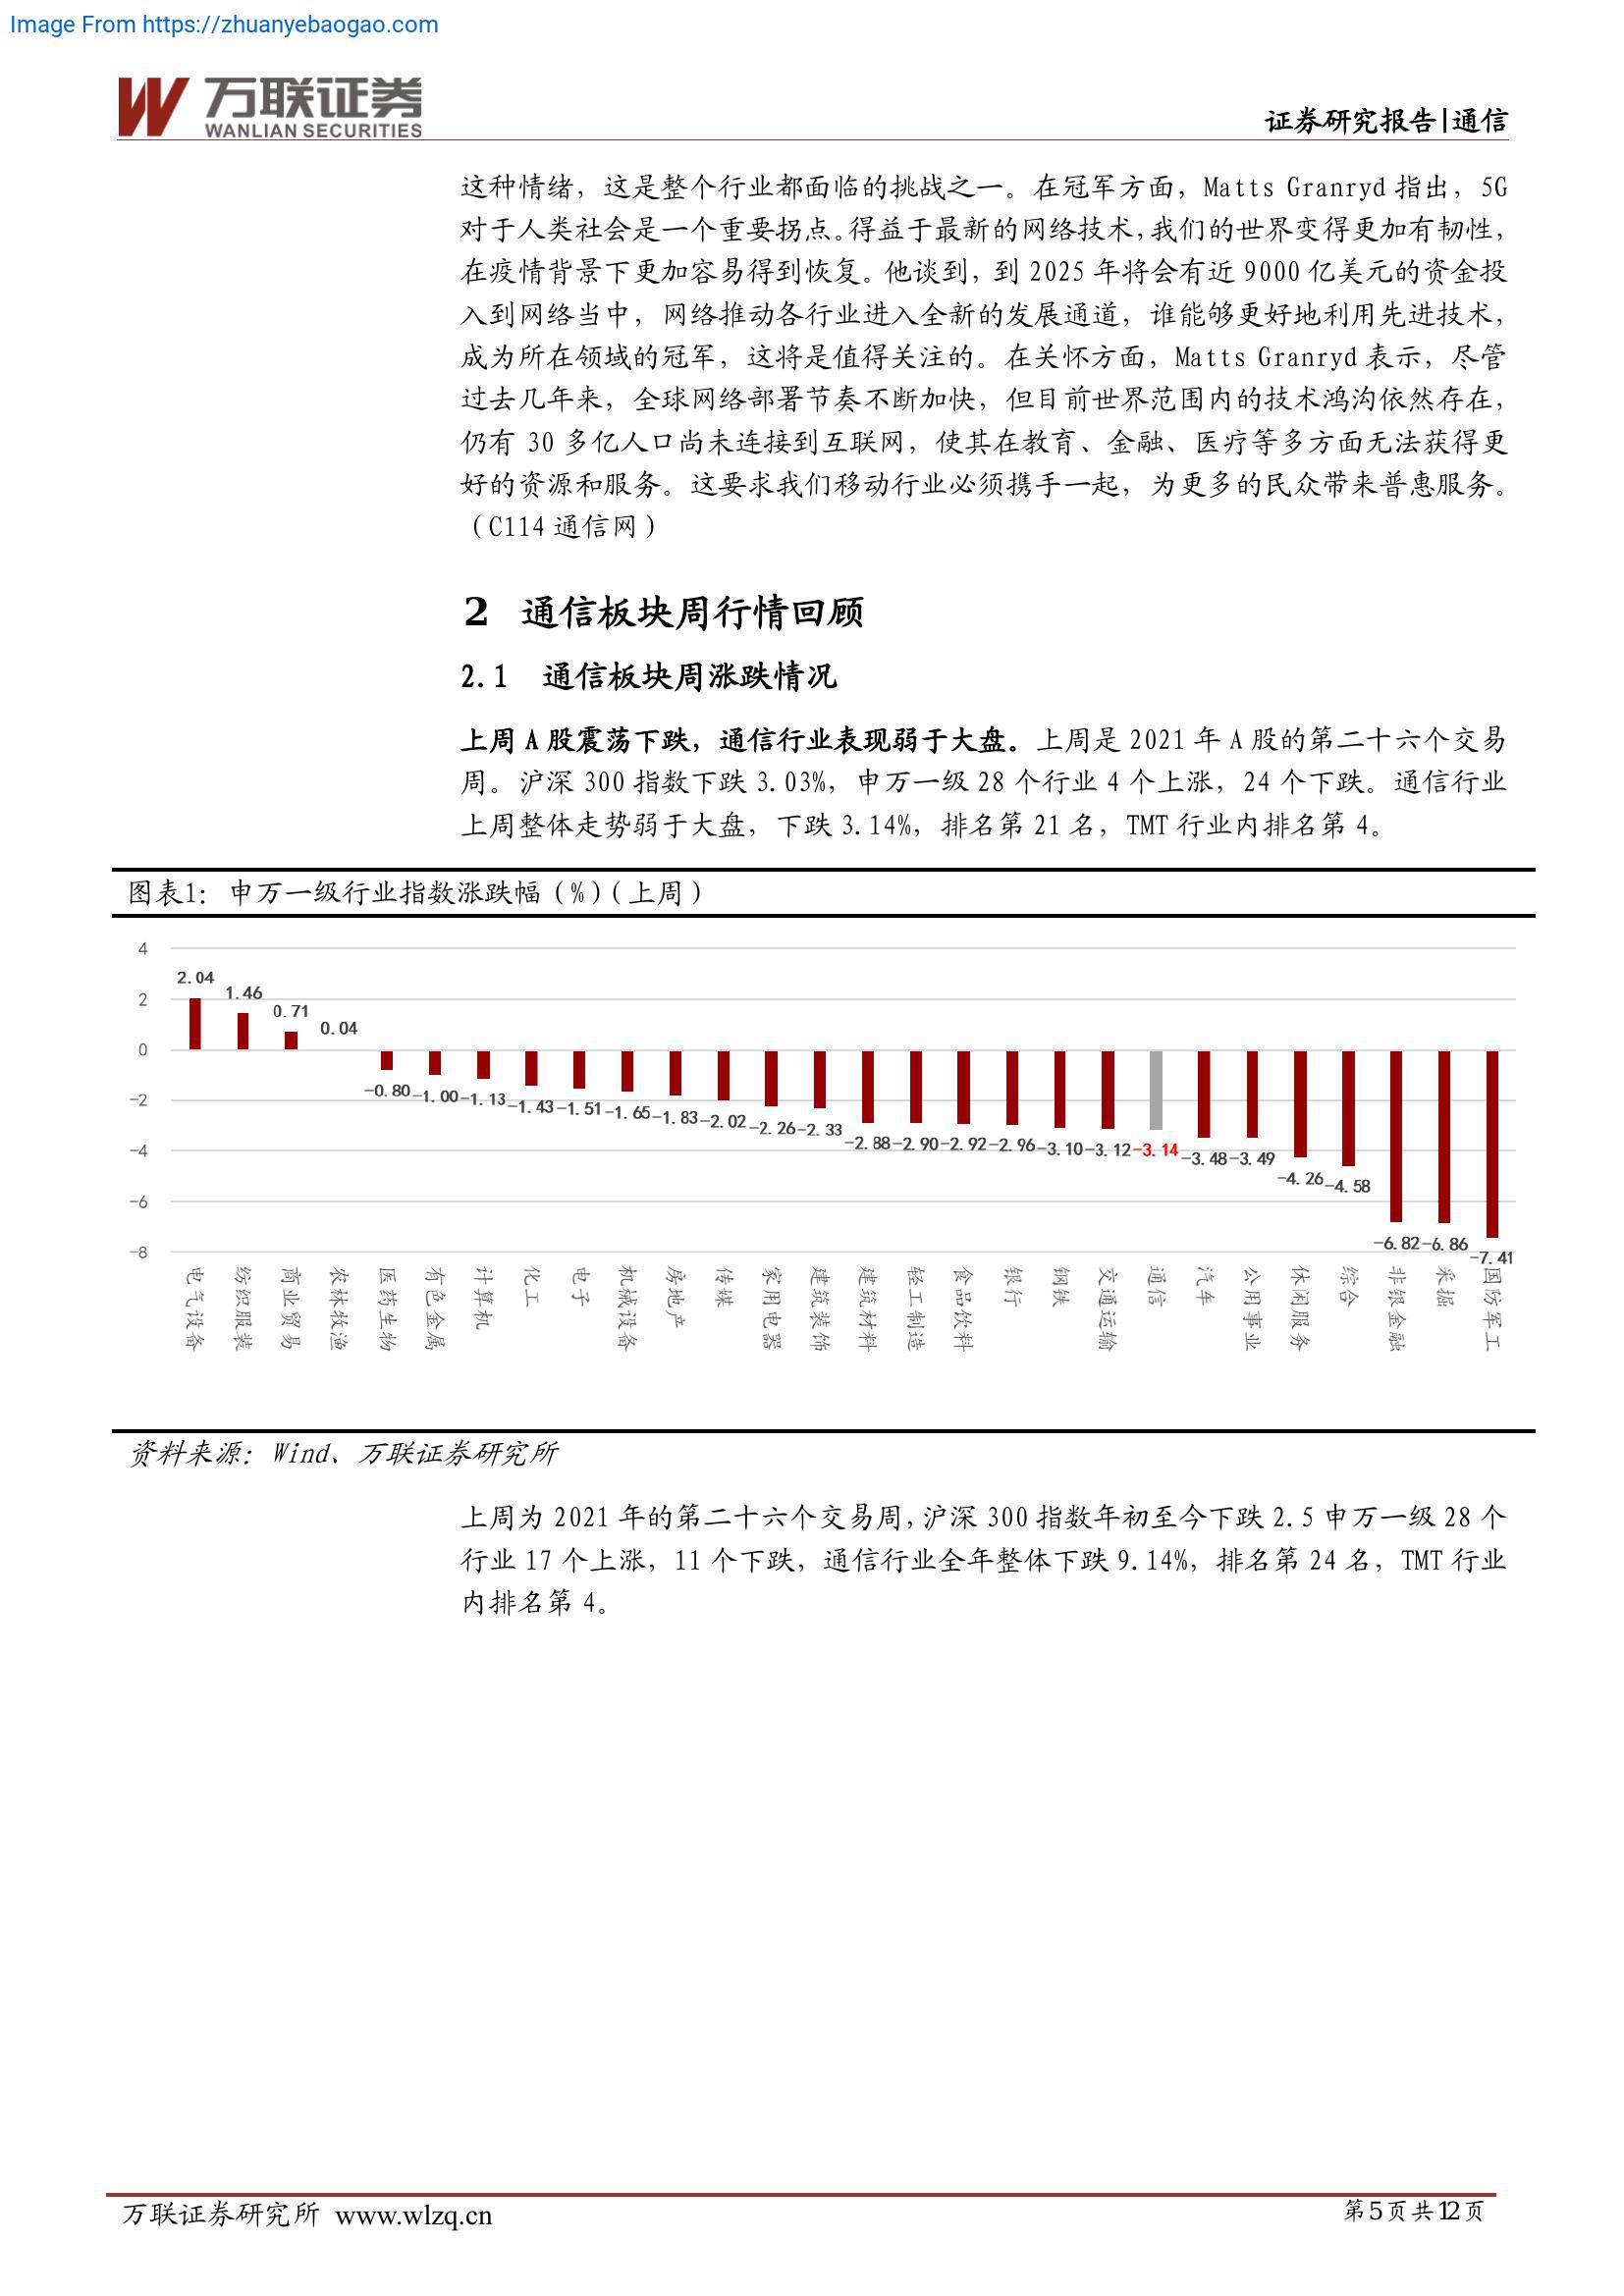 Image From https://zhuanyebaogao.com
万联证券
WANLIAN SECURITIES
证券研究报告|通信
这种情绪，这是整个行业都面临的挑战之一。在冠军方面，Matts Granryd 指出，5G
对于人类社会是一个重要拐点。得益于最新的网络技术，我们的世界变得更加有韧性，
在疫情背景下更加容易得到恢复。他谈到，到 2025 年将会有近 9000 亿美元的资金投
入到网络当中，网络推动各行业进入全新的发展通道，谁能够更好地利用先进技术，
成为所在领域的冠军，这将是值得关注的。在关怀方面，Matts Granryd 表示，尽管
过去几年来，全球网络部署节奏不断加快，但目前世界范围内的技术鸿沟依然存在，
仍有 30 多亿人口尚未连接到互联网，使其在教育、金融、医疗等多方面无法获得更
好的资源和服务。这要求我们移动行业必须携手一起，为更多的民众带来普惠服务。
（C114 通信网）
2 通信板块周行情回顾
2.1 通信板块周涨跌情况
上周 A 股震荡下跌，通信行业表现弱于大盘。上周是 2021 年 A 股的第二十六个交易
周。沪深 300 指数下跌 3.03%，申万一级 28 个行业 4 个上涨，24 个下跌。通信行业
上周整体走势弱于大盘，下跌 3.14%，排名第 21 名，TMT 行业内排名第 4。
图表1：申万一级行业指数涨跌幅（%）（上周）
4
2
0
-2
-4
-6
-8
2.04
1.46
0.71
0.04
-0.80
-1.00
-1.13
-1.43
-1.51
-1.65
-1.83
-2.02
-2.26
-2.33
-2.88
-2.90
-2.92
-2.96
-3.10
-3.12
-3.14
-3.48
-3.49
-4.26
-4.58
-6.82
-6.86
-7.41
电气设备
纺织服装
商业贸易
农林牧渔
医药生物
有色金属
计算机
化工
电子
机械设备
房地产
传媒
家用电器
建筑装饰
建筑材料
轻工制造
食品饮料
银行
钢铁
交通运输
通信
汽车
公用事业
休闲服务
综合
非银金融
采掘
国防军工
资料来源：Wind、万联证券研究所
上周为 2021 年的第二十六个交易周，沪深 300 指数年初至今下跌 2.5 申万一级 28 个
行业 17 个上涨，11 个下跌，通信行业全年整体下跌 9.14%，排名第 24 名，TMT 行业
内排名第 4。
万联证券研究所 www.wlzq.cn
第 5 页 共 12 页